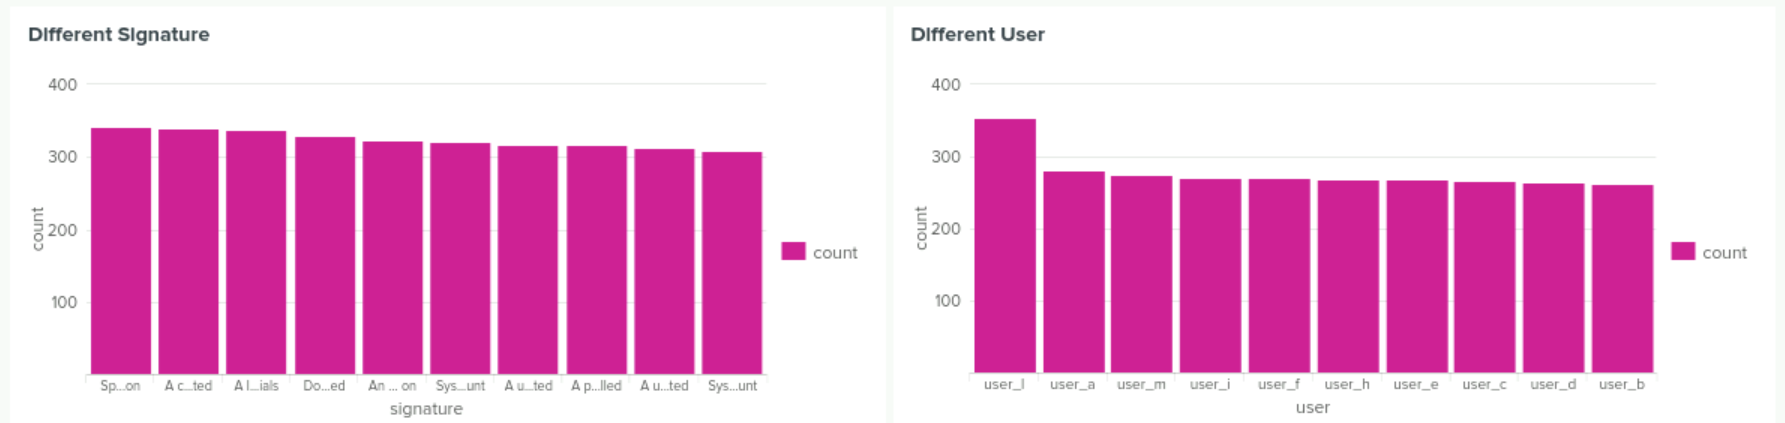 Different Signature
400
300
200
100
count
Sp...on A c...ted A l...ials Do...ed An ... on Sys...unt A u...ted A p...lled A u...ted Sys...unt
signature
count
Different User
400
300
200
100
count
user_l user_a user_m user_i user_f user_h user_e user_c user_d user_b
user
count